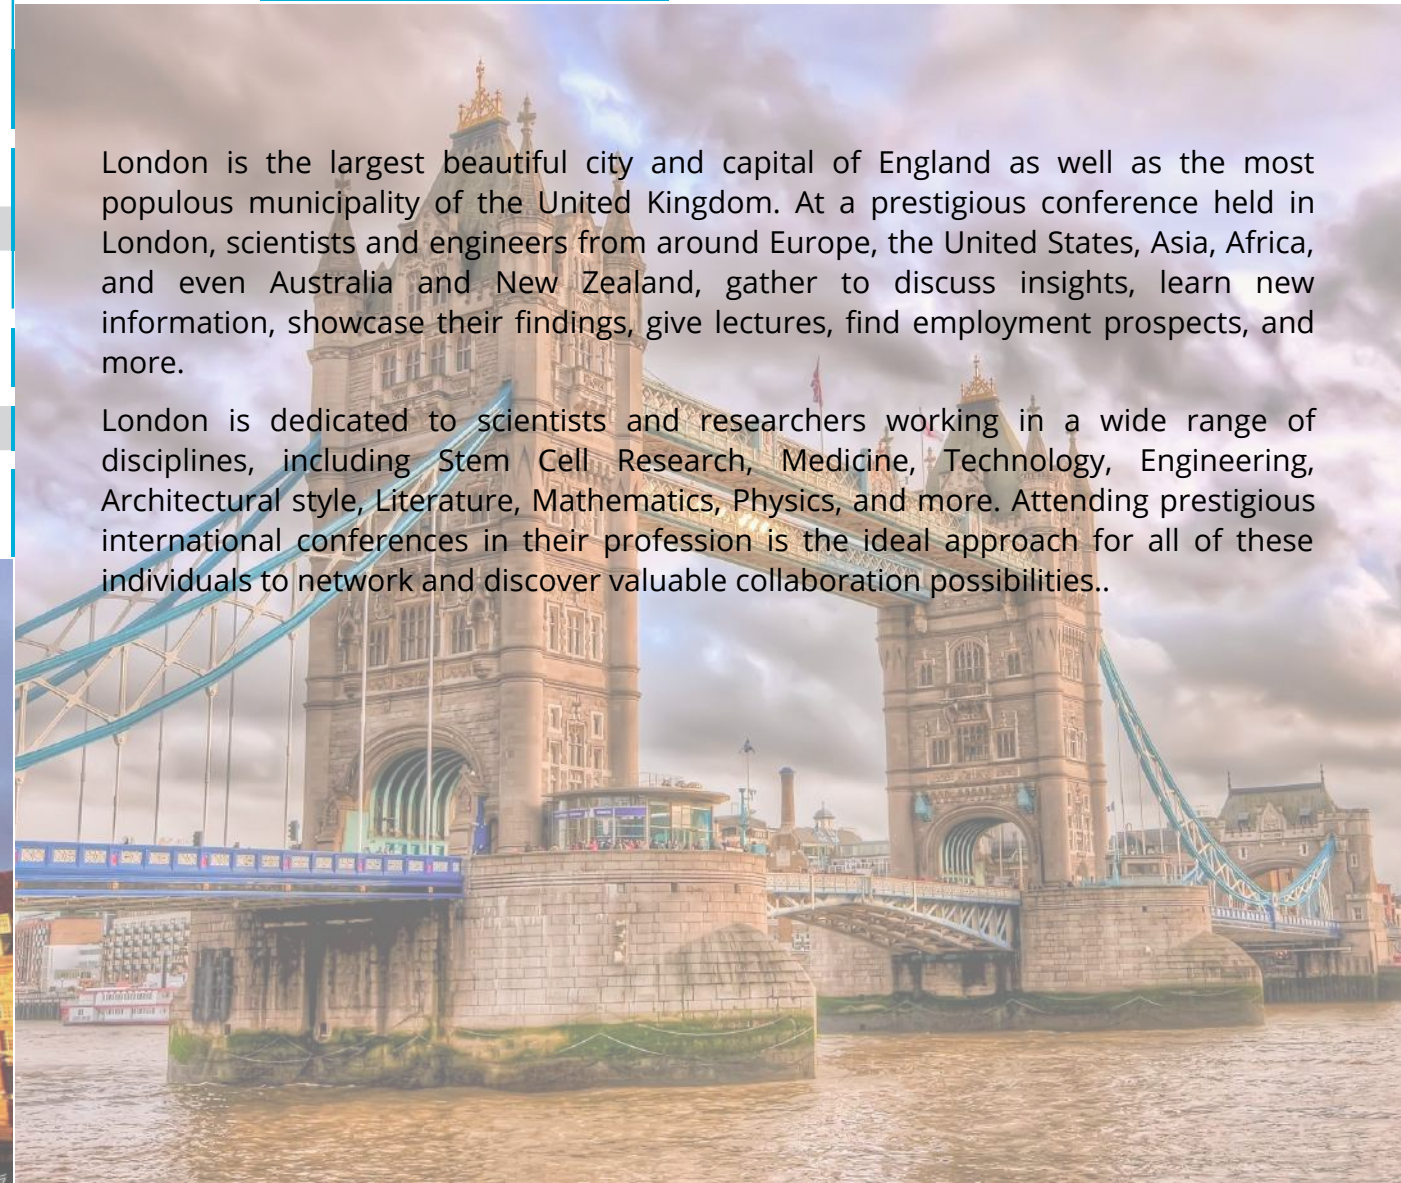 London is the largest beautiful city and capital of England as well as the most
populous municipality of the United Kingdom. At a prestigious conference held in
London, scientists and engineers from around Europe, the United States, Asia, Africa,
and even Australia and New Zealand, gather to discuss insights, learn new
information, showcase their findings, give lectures, find employment prospects, and
more.
London is dedicated to scientists and researchers working in a wide range of
disciplines, including Stem Cell Research, Medicine, Technology, Engineering,
Architectural style, Literature, Mathematics, Physics, and more. Attending prestigious
international conferences in their profession is the ideal approach for all of these
individuals to network and discover valuable collaboration possibilities..